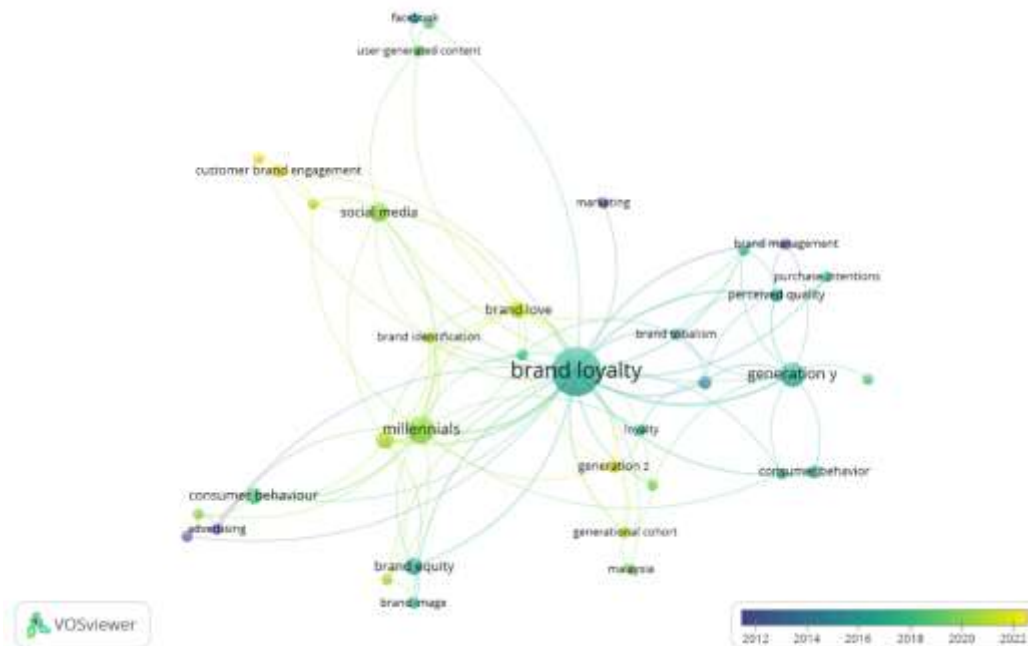 facebook
user-generated content
customer brand engagement
social media
marketing
brand management
purchase intentions
perceived quality
brand love
brand identification
brand tribalism
brand loyalty
generation y
millennials
loyalty
generation z
consumer behavior
consumer behaviour
advertising
generational cohort
brand equity
malaysia
brand image
VOSviewer
2012 2014 2016 2018 2020 2022